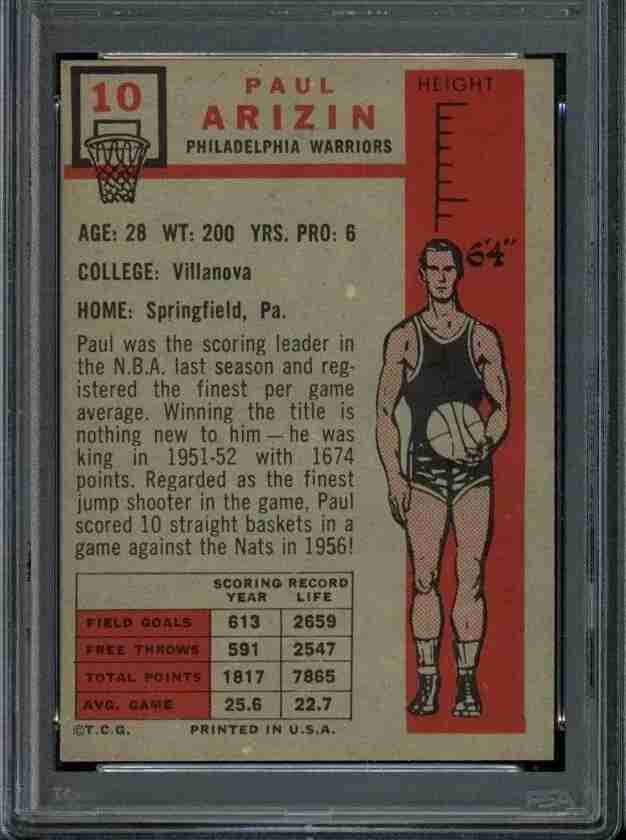 10
PAUL
ARIZIN
PHILADELPHIA WARRIORS
HEIGHT
6'4"
AGE: 28 WT: 200 YRS. PRO: 6
COLLEGE: Villanova
HOME: Springfield, Pa.
Paul was the scoring leader in
the N.B.A. last season and reg-
istered the finest per game
average. Winning the title is
nothing new to him — he was
king in 1951-52 with 1674
points. Regarded as the finest
jump shooter in the game, Paul
scored 10 straight baskets in a
game against the Nats in 1956!
SCORING RECORD
YEAR LIFE
FIELD GOALS 613 2659
FREE THROWS 591 2547
TOTAL POINTS 1817 7865
AVG. GAME 25.6 22.7
©T.C.G. PRINTED IN U.S.A.